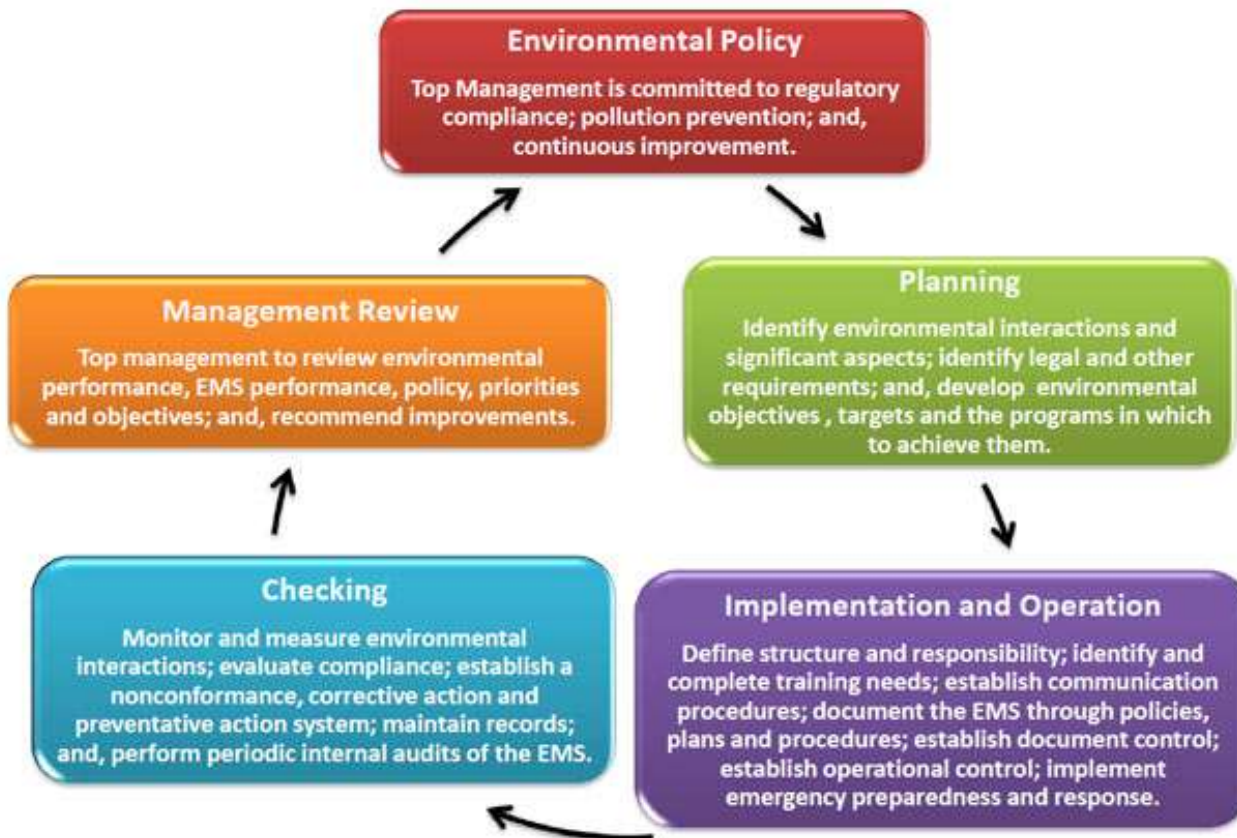 Environmental Policy
Top Management is committed to regulatory
compliance; pollution prevention; and,
continuous improvement.
Planning
Identify environmental interactions and
significant aspects; identify legal and other
requirements; and, develop environmental
objectives , targets and the programs in which
to achieve them.
Implementation and Operation
Define structure and responsibility; identify and
complete training needs; establish communication
procedures; document the EMS through policies,
plans and procedures; establish document control;
establish operational control; implement
emergency preparedness and response.
Checking
Monitor and measure environmental
interactions; evaluate compliance; establish a
nonconformance, corrective action and
preventative action system; maintain records;
and, perform periodic internal audits of the EMS.
Management Review
Top management to review environmental
performance, EMS performance, policy, priorities
and objectives; and, recommend improvements.